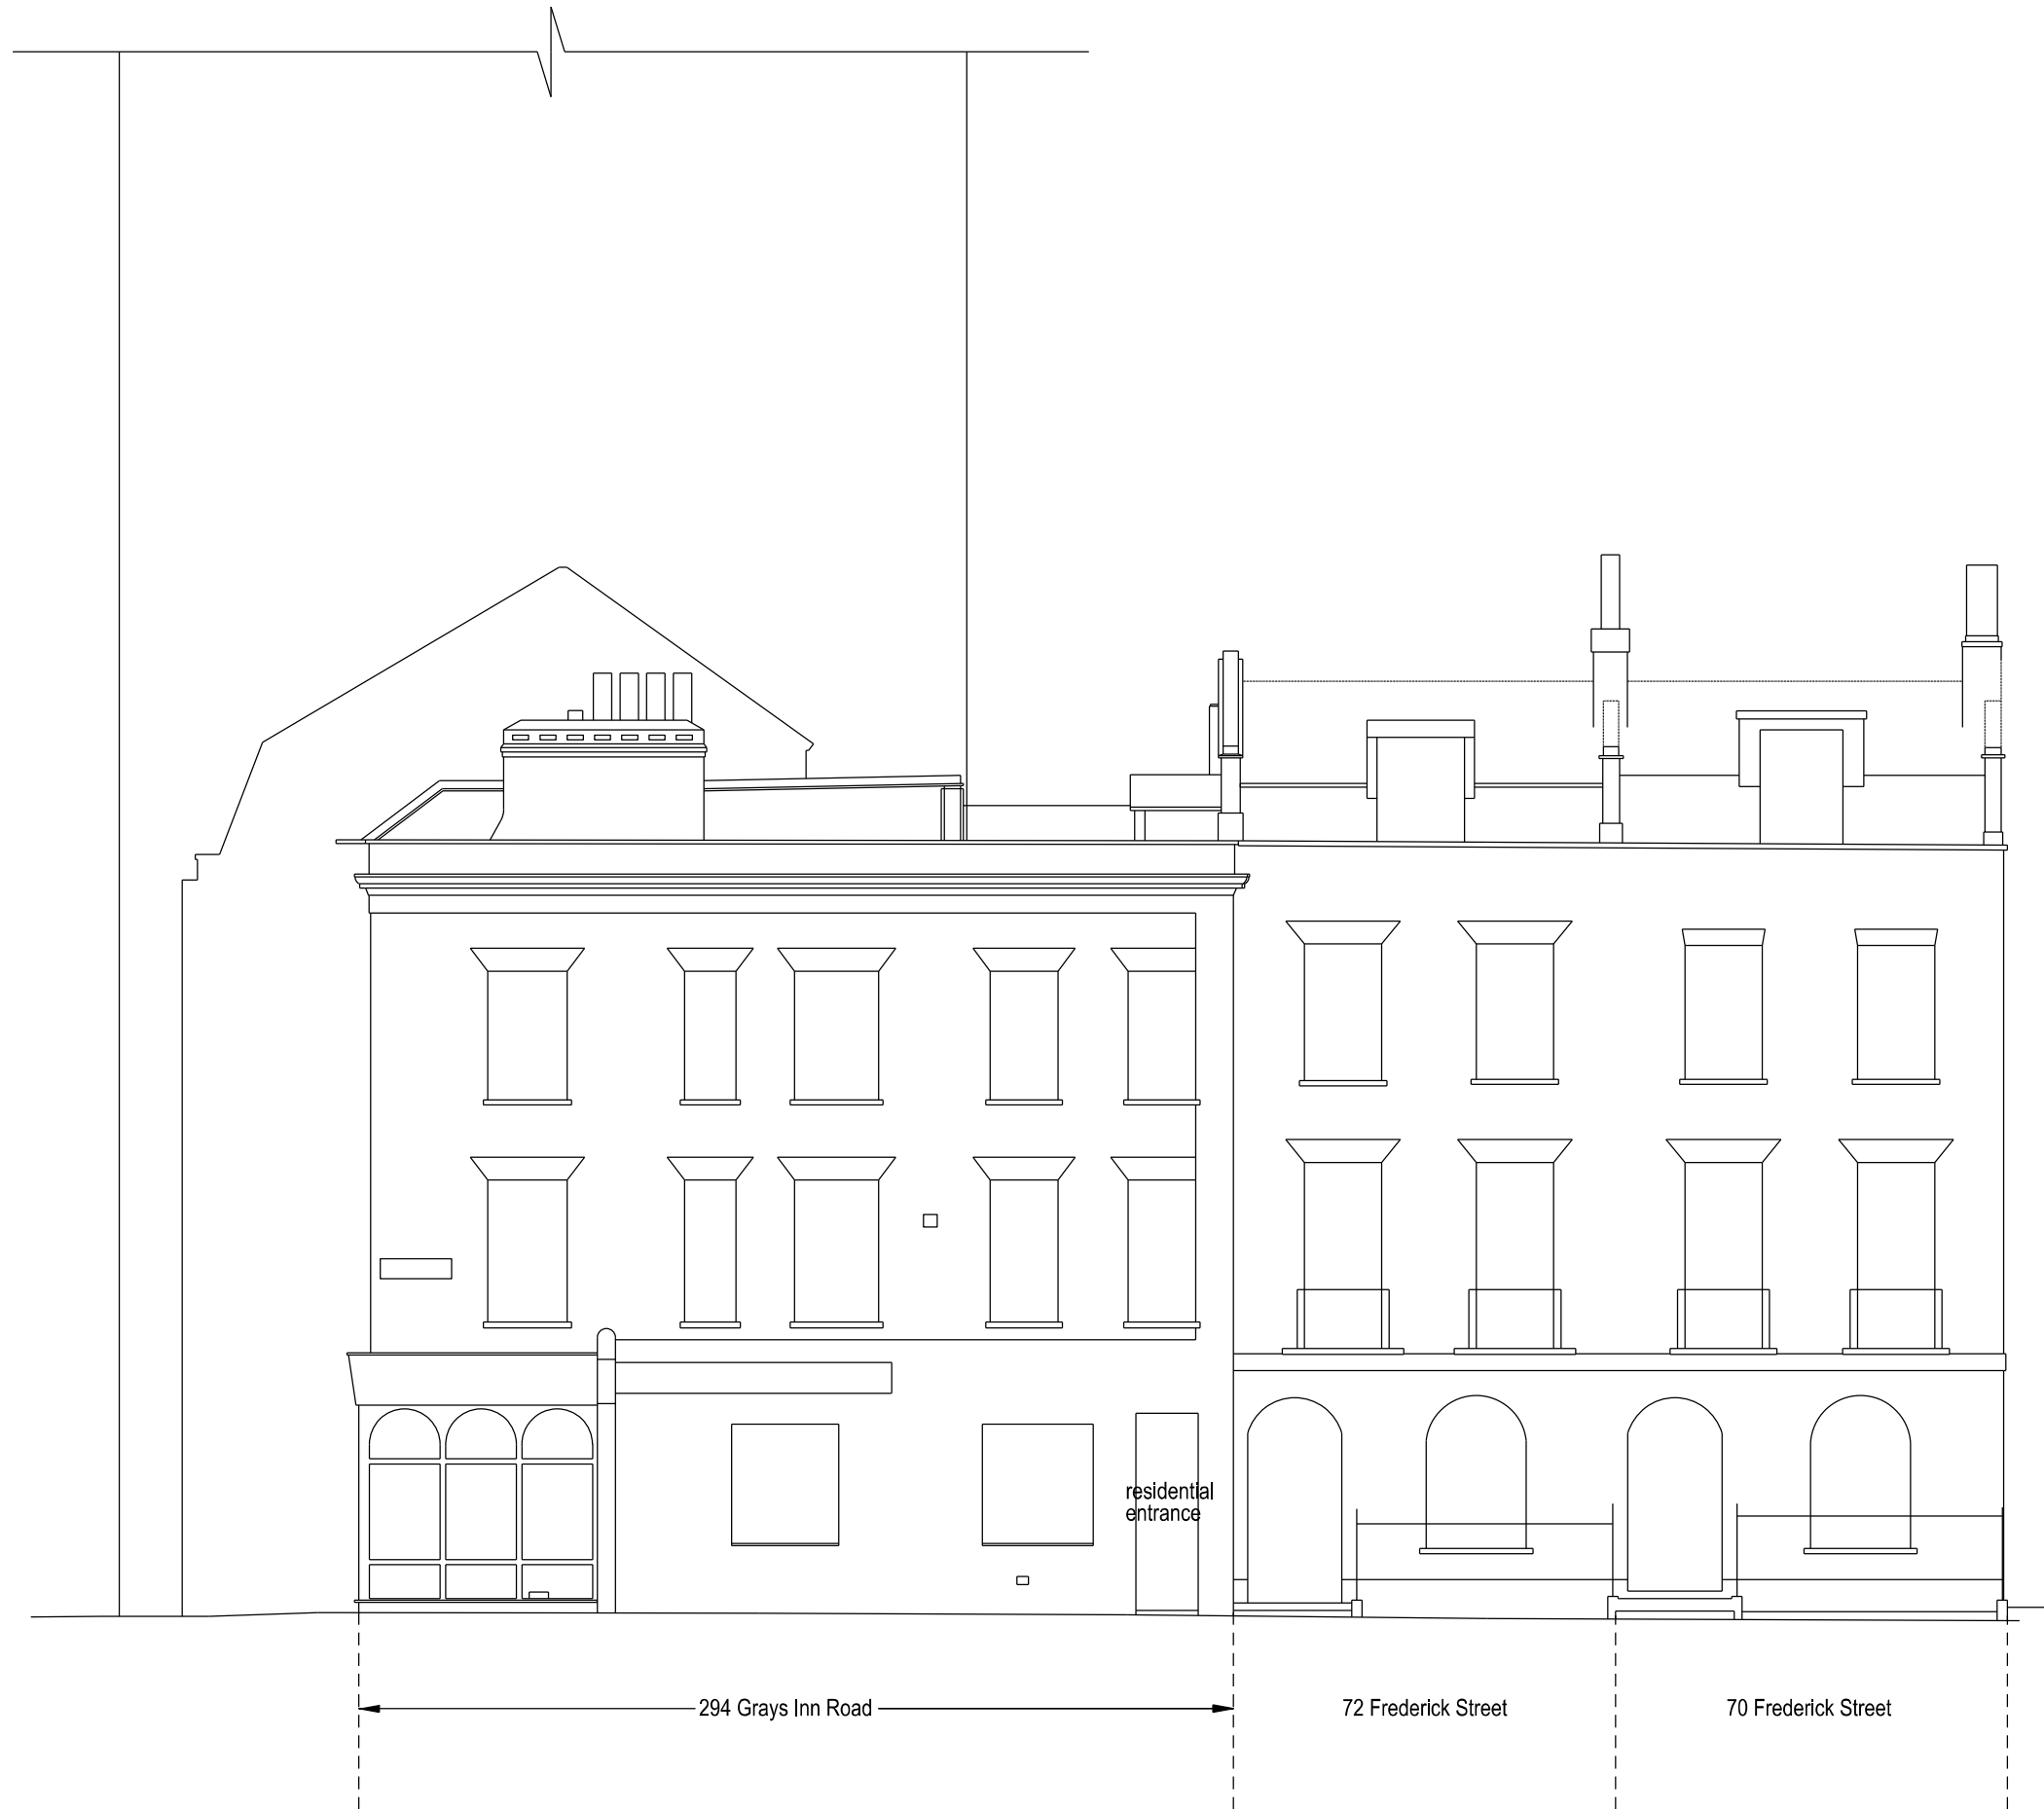 residential
entrance
294 Grays Inn Road
72 Frederick Street
70 Frederick Street